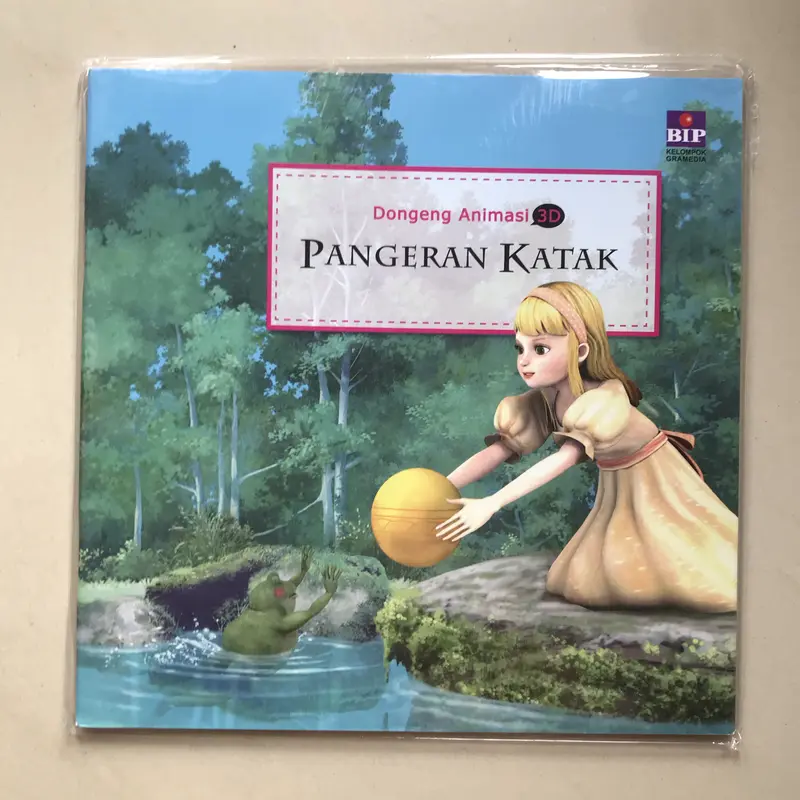 BIP
KELOMPOK
GRAMEDIA
Dongeng Animasi 3D
PANGERAN KATAK